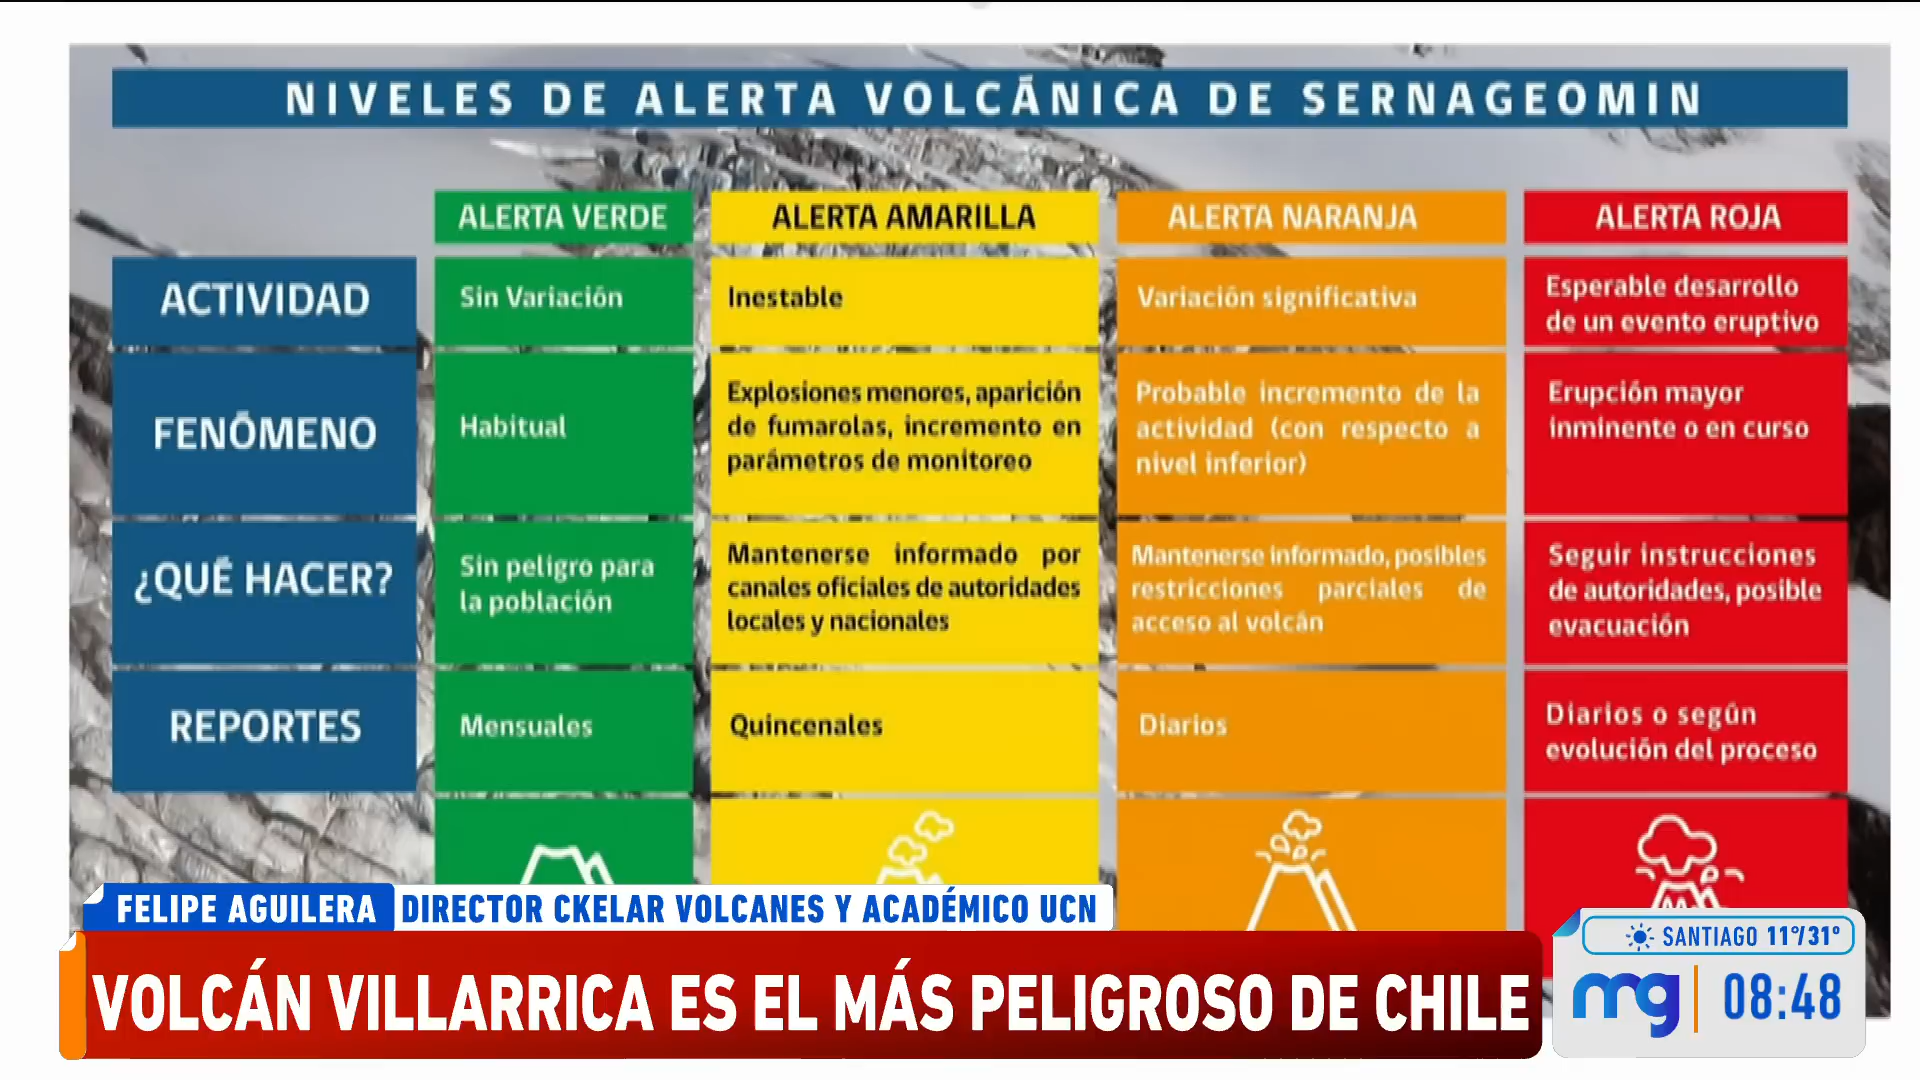 NIVELES DE ALERTA VOLCÁNICA DE SERNAGEOMIN
ALERTA VERDE
ALERTA AMARILLA
ALERTA NARANJA
ALERTA ROJA
ACTIVIDAD
Sin Variación
Inestable
Variación significativa
Esperable desarrollo
de un evento eruptivo
FENÓMENO
Habitual
Explosiones menores, aparición
de fumarolas, incremento en
parámetros de monitoreo
Probable incremento de la
actividad (con respecto a
nivel inferior)
Erupción mayor
inminente o en curso
¿QUÉ HACER?
Sin peligro para
la población
Mantenerse informado por
canales oficiales de autoridades
locales y nacionales
Mantenerse informado, posibles
restricciones parciales de
acceso al volcán
Seguir instrucciones
de autoridades, posible
evacuación
REPORTES
Mensuales
Quincenales
Diarios
Diarios o según
evolución del proceso
FELIPE AGUILERA DIRECTOR CKELAR VOLCANES Y ACADÉMICO UCN
VOLCÁN VILLARRICA ES EL MÁS PELIGROSO DE CHILE
SANTIAGO 11°/31°
mg 08:48